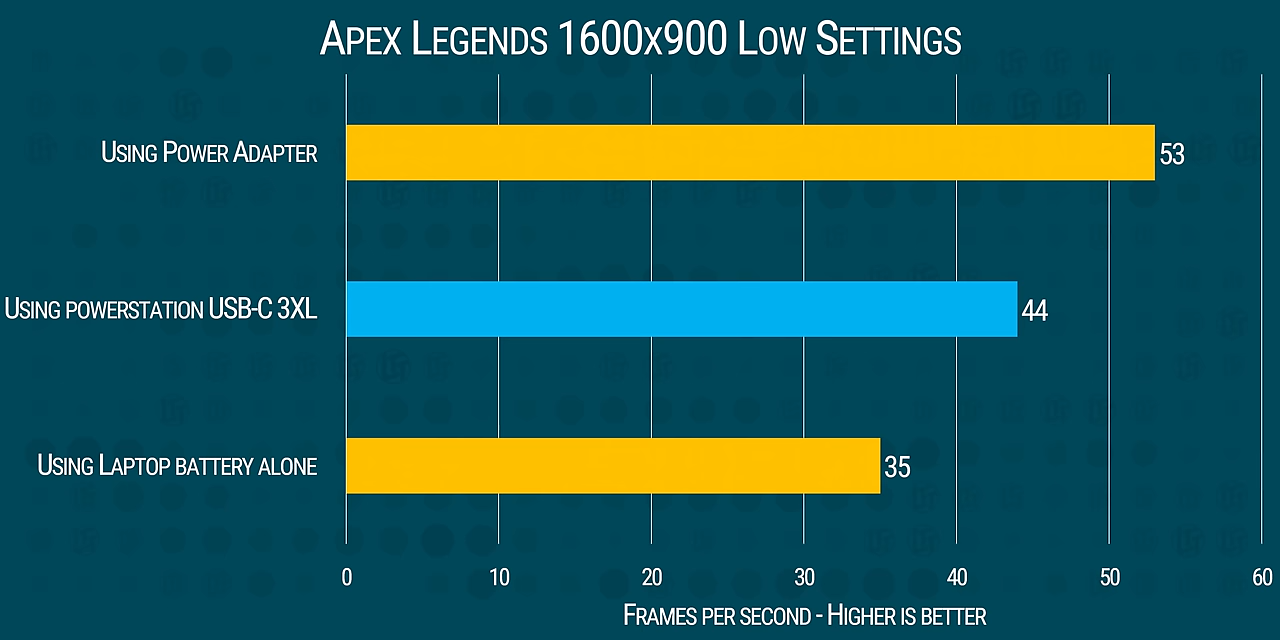 Apex Legends 1600x900 Low Settings
Using Power Adapter
53
Using powerstation USB-C 3XL
44
Using Laptop battery alone
35
0 10 20 30 40 50 60
Frames per second - Higher is better